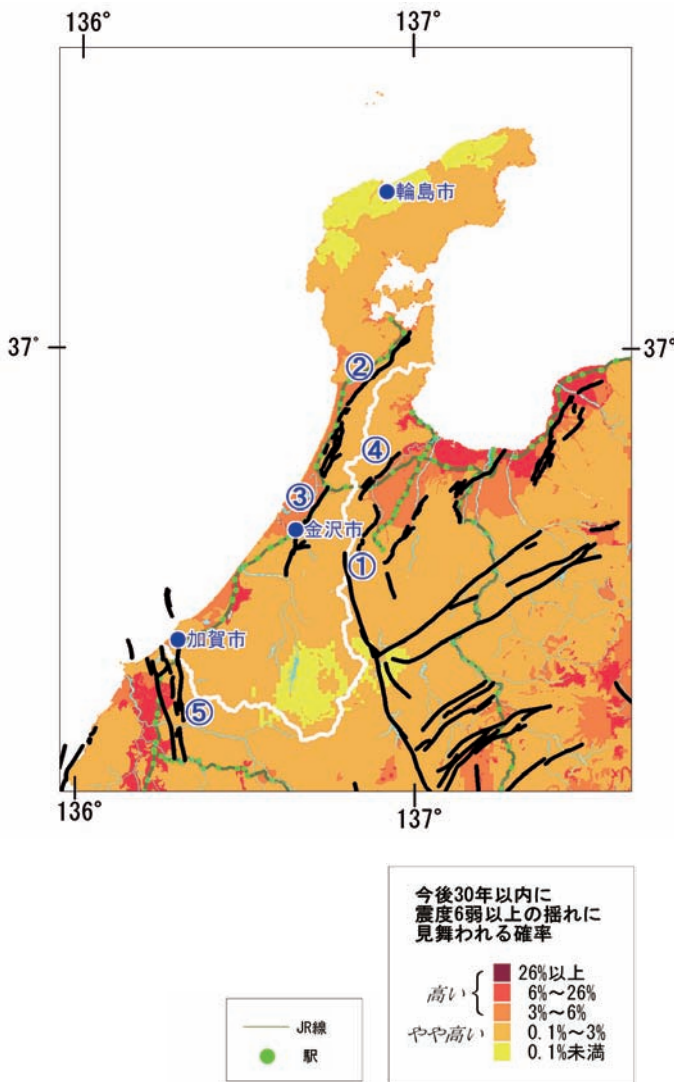 136°
137°
輪島市
37°
37°
②
④
③
金沢市
①
加賀市
⑤
136°
137°
今後30年以内に
震度6弱以上の揺れに
見舞われる確率
26%以上
高い
6%～26%
3%～6%
やや高い
0.1%～3%
0.1%未満
JR線
駅